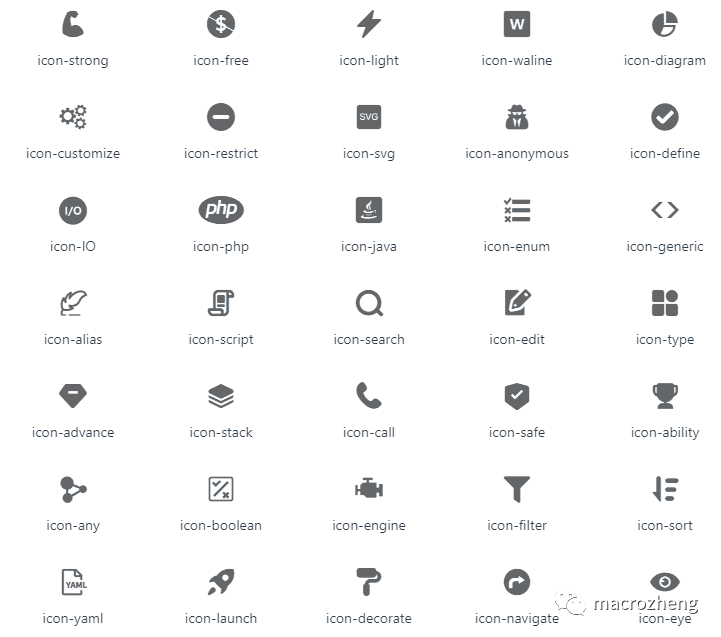 $
W
icon-strong icon-free icon-light icon-waline icon-diagram
SVG
icon-customize icon-restrict icon-svg icon-anonymous icon-define
I/O php
icon-IO icon-php icon-java icon-enum icon-generic
icon-alias icon-script icon-search icon-edit icon-type
icon-advance icon-stack icon-call icon-safe icon-ability
icon-any icon-boolean icon-engine icon-filter icon-sort
YAML
macrozheng
icon-yaml icon-launch icon-decorate icon-navigate icon-eye